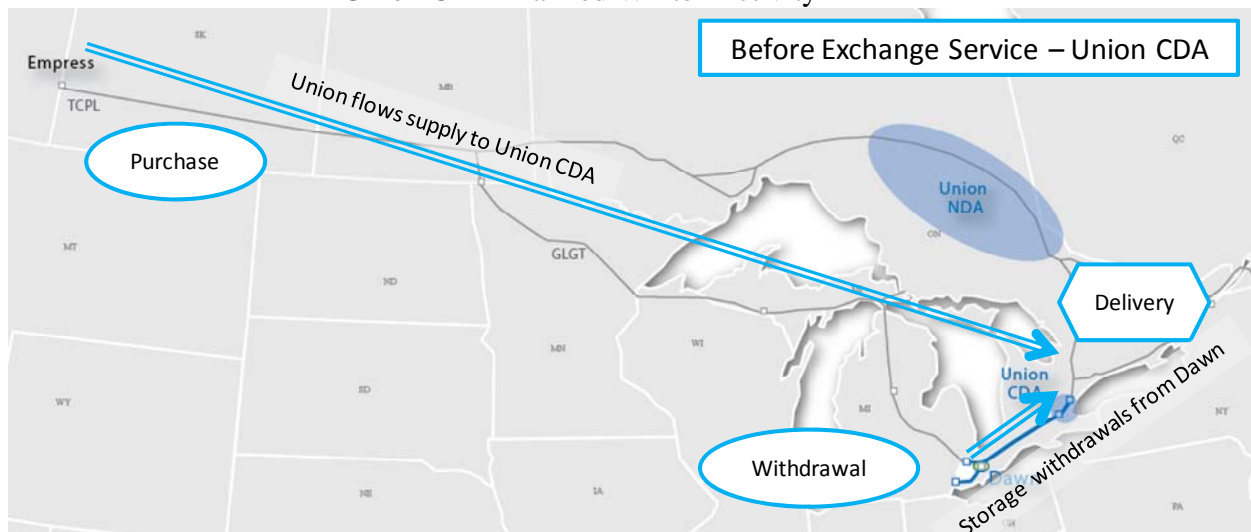 Before Exchange Service – Union CDA
SK
Empress
MB
TCPL
Union flows supply to Union CDA
Purchase
QC
Union
NDA
ON
MT
GLGT
ND
Delivery
MN
WI
Union
CDA
SD
WY
MI
NY
Storage withdrawals from Dawn
Withdrawal
Dawn
NE
IA
PA
OH